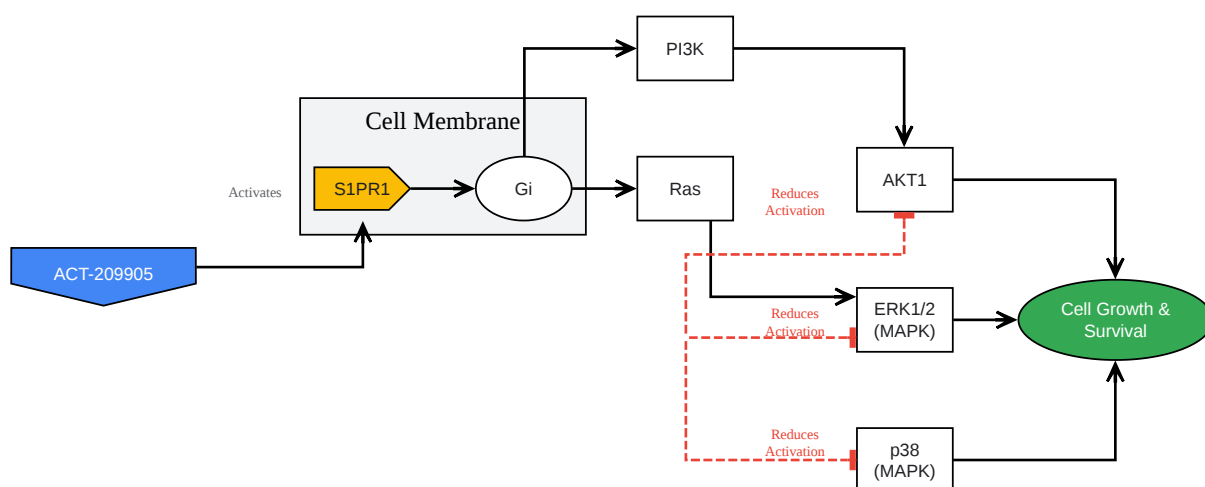 PI3K
Cell Membrane
Activates
S1PR1
Gi
Ras
Reduces
Activation
AKT1
ACT-209905
Reduces
Activation
ERK1/2
(MAPK)
Cell Growth &
Survival
Reduces
Activation
p38
(MAPK)